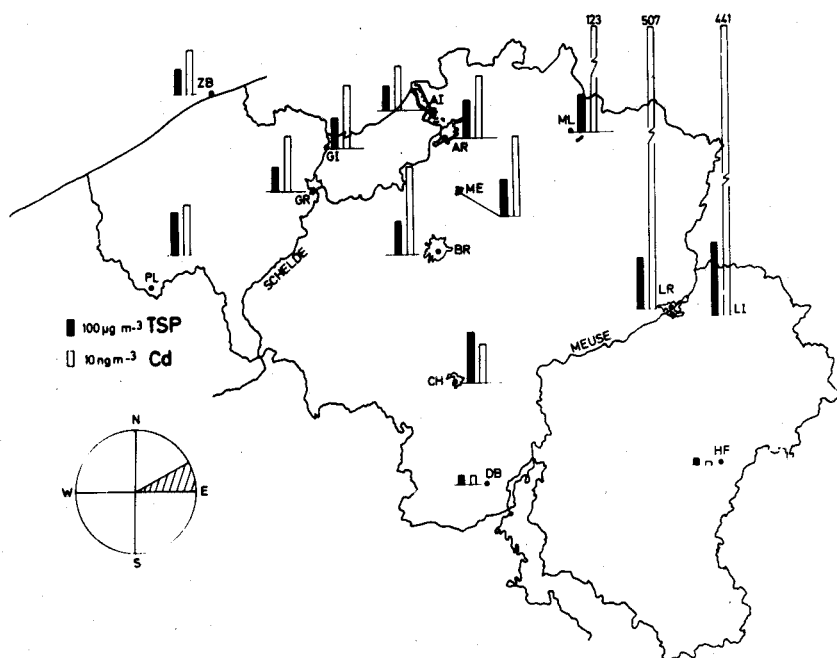 123
507
441
ZB
AI
ML
GI
AR
GR
ME
BR
SCHELDE
PL
LR
LI
100 µg m-3 TSP
MEUSE
10 ng m-3 Cd
CH
N
HF
DB
W
E
S